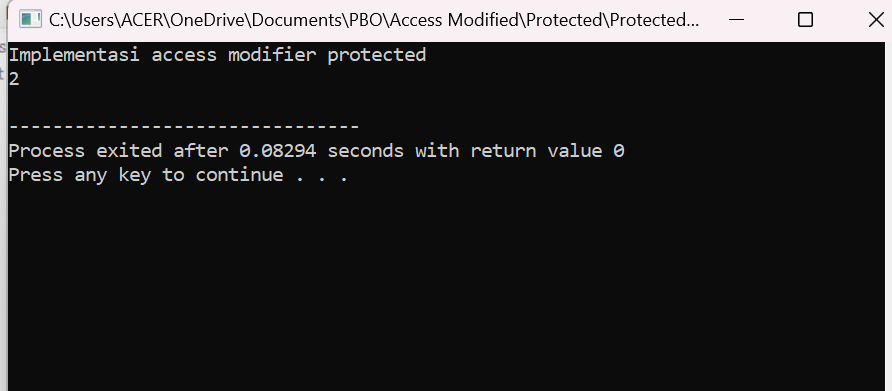 C:\Users\ACER\OneDrive\Documents\PBO\Access Modified\Protected\Protected...
Implementasi access modifier protected
2
--------------------------------
Process exited after 0.08294 seconds with return value 0
Press any key to continue . . .